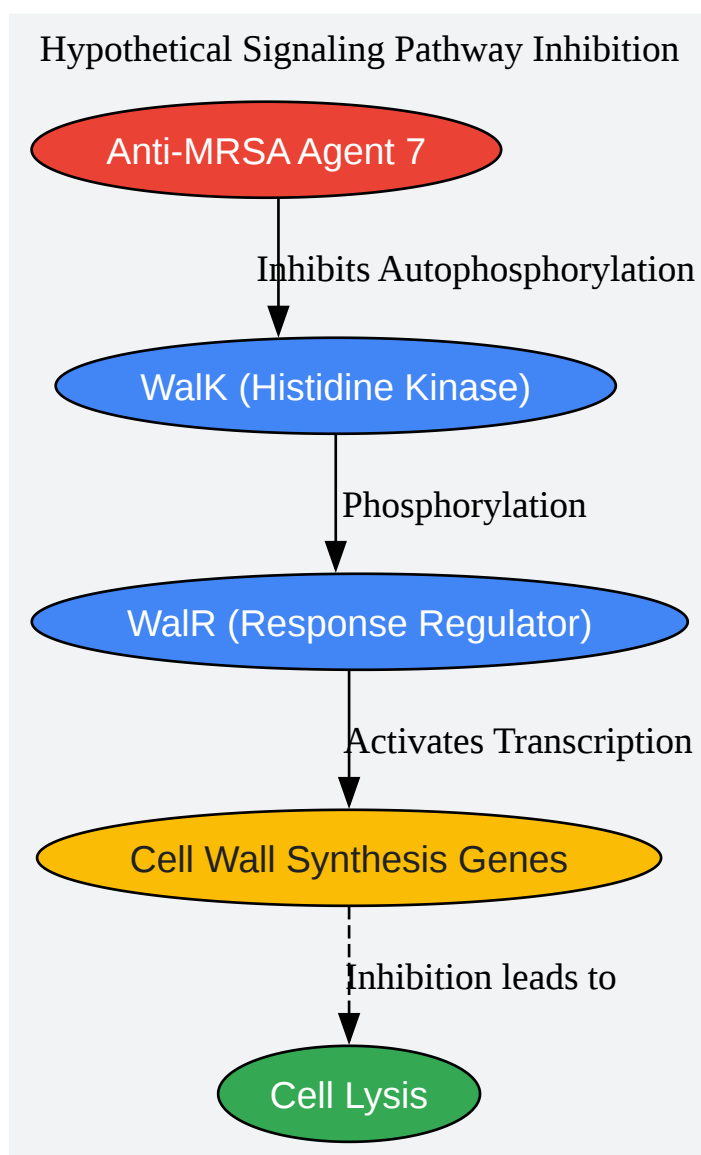 Hypothetical Signaling Pathway Inhibition
Anti-MRSA Agent 7
Inhibits Autophosphorylation
WalK (Histidine Kinase)
Phosphorylation
WalR (Response Regulator)
Activates Transcription
Cell Wall Synthesis Genes
Inhibition leads to
Cell Lysis